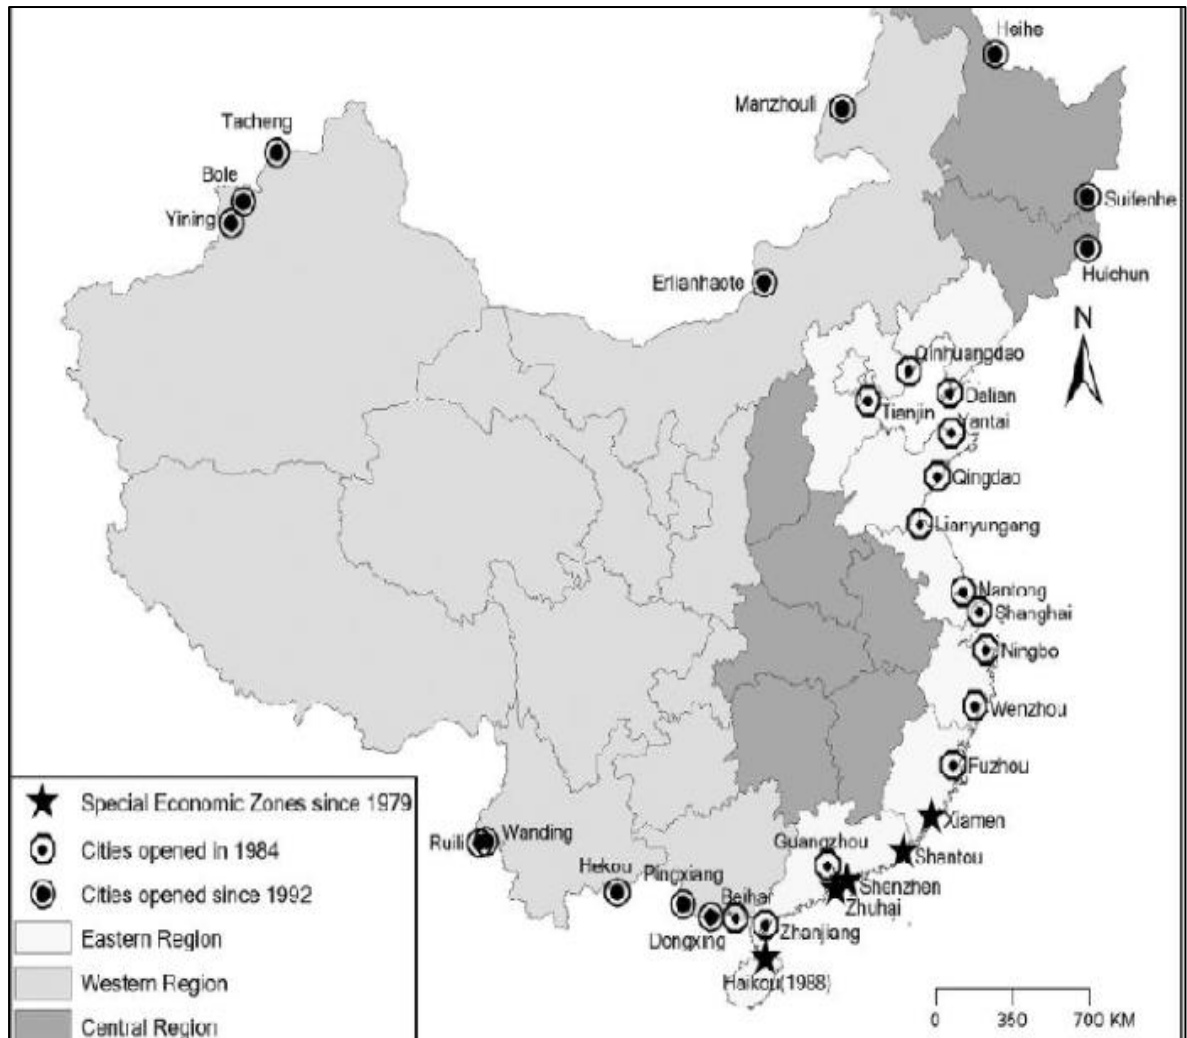 Heihe
Manzhouli
Tacheng
Bole
Yining
Suifenhe
Huichun
Erlianhaote
N
Qinhuangdao
Dalian
Tianjin
Yantai
Qingdao
Lianyungang
Nantong
Shanghai
Ningbo
Wenzhou
Fuzhou
Xiamen
Shantou
Guangzhou
Shenzhen
Zhuhai
Ruili
Wanding
Hekou
Pingxiang
Beihai
Dongxing
Zhanjiang
Haikou(1988)
Special Economic Zones since 1979
Cities opened in 1984
Cities opened since 1992
Eastern Region
Western Region
Central Region
0 350 700 KM